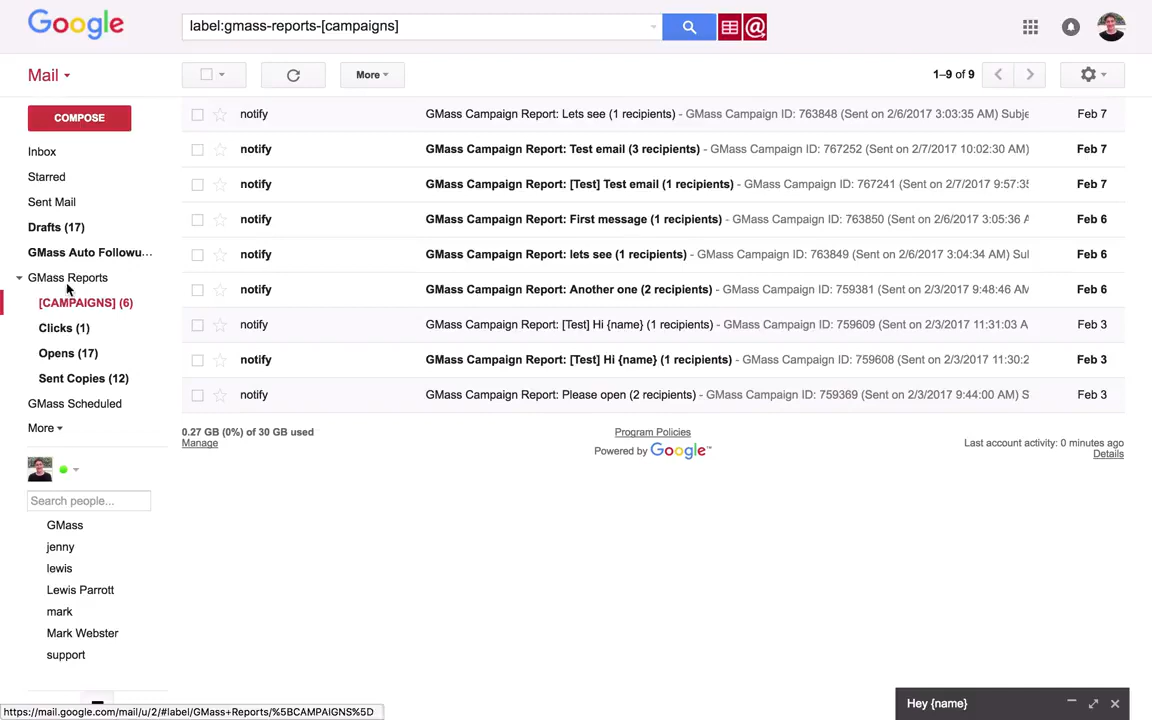 Google
label:gmass-reports-[campaigns]
Mail
More
1–9 of 9
COMPOSE
Inbox
Starred
Sent Mail
Drafts (17)
GMass Auto Followu...
GMass Reports
[CAMPAIGNS] (6)
Clicks (1)
Opens (17)
Sent Copies (12)
GMass Scheduled
More
notify GMass Campaign Report: Lets see (1 recipients) - GMass Campaign ID: 763848 (Sent on 2/6/2017 3:03:35 AM) Subje Feb 7
notify GMass Campaign Report: Test email (3 recipients) - GMass Campaign ID: 767252 (Sent on 2/7/2017 10:02:30 AM) Feb 7
notify GMass Campaign Report: [Test] Test email (1 recipients) - GMass Campaign ID: 767241 (Sent on 2/7/2017 9:57:35 Feb 7
notify GMass Campaign Report: First message (1 recipients) - GMass Campaign ID: 763850 (Sent on 2/6/2017 3:05:36 A Feb 6
notify GMass Campaign Report: lets see (1 recipients) - GMass Campaign ID: 763849 (Sent on 2/6/2017 3:04:34 AM) Sul Feb 6
notify GMass Campaign Report: Another one (2 recipients) - GMass Campaign ID: 759381 (Sent on 2/3/2017 9:48:46 AM Feb 6
notify GMass Campaign Report: [Test] Hi {name} (1 recipients) - GMass Campaign ID: 759609 (Sent on 2/3/2017 11:31:03 A Feb 3
notify GMass Campaign Report: [Test] Hi {name} (1 recipients) - GMass Campaign ID: 759608 (Sent on 2/3/2017 11:30:2 Feb 3
notify GMass Campaign Report: Please open (2 recipients) - GMass Campaign ID: 759369 (Sent on 2/3/2017 9:44:00 AM) S Feb 3
0.27 GB (0%) of 30 GB used
Manage
Program Policies
Powered by Google™
Last account activity: 0 minutes ago
Details
Search people...
GMass
jenny
lewis
Lewis Parrott
mark
Mark Webster
support
https://mail.google.com/mail/u/2/#label/GMass+Reports/%5BCAMPAIGNS%5D
Hey {name}